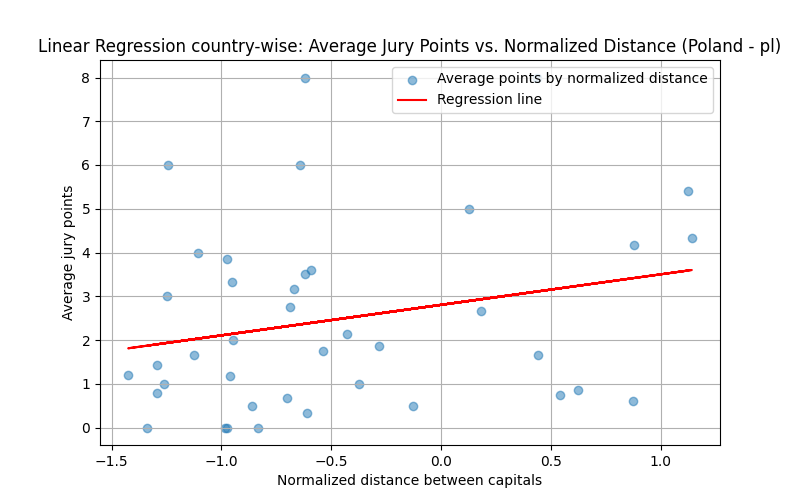 Linear Regression country-wise: Average Jury Points vs. Normalized Distance (Poland - pl)
Average points by normalized distance
Regression line
8
7
6
5
4
3
2
1
0
Average jury points
−1.5 −1.0 −0.5 0.0 0.5 1.0
Normalized distance between capitals